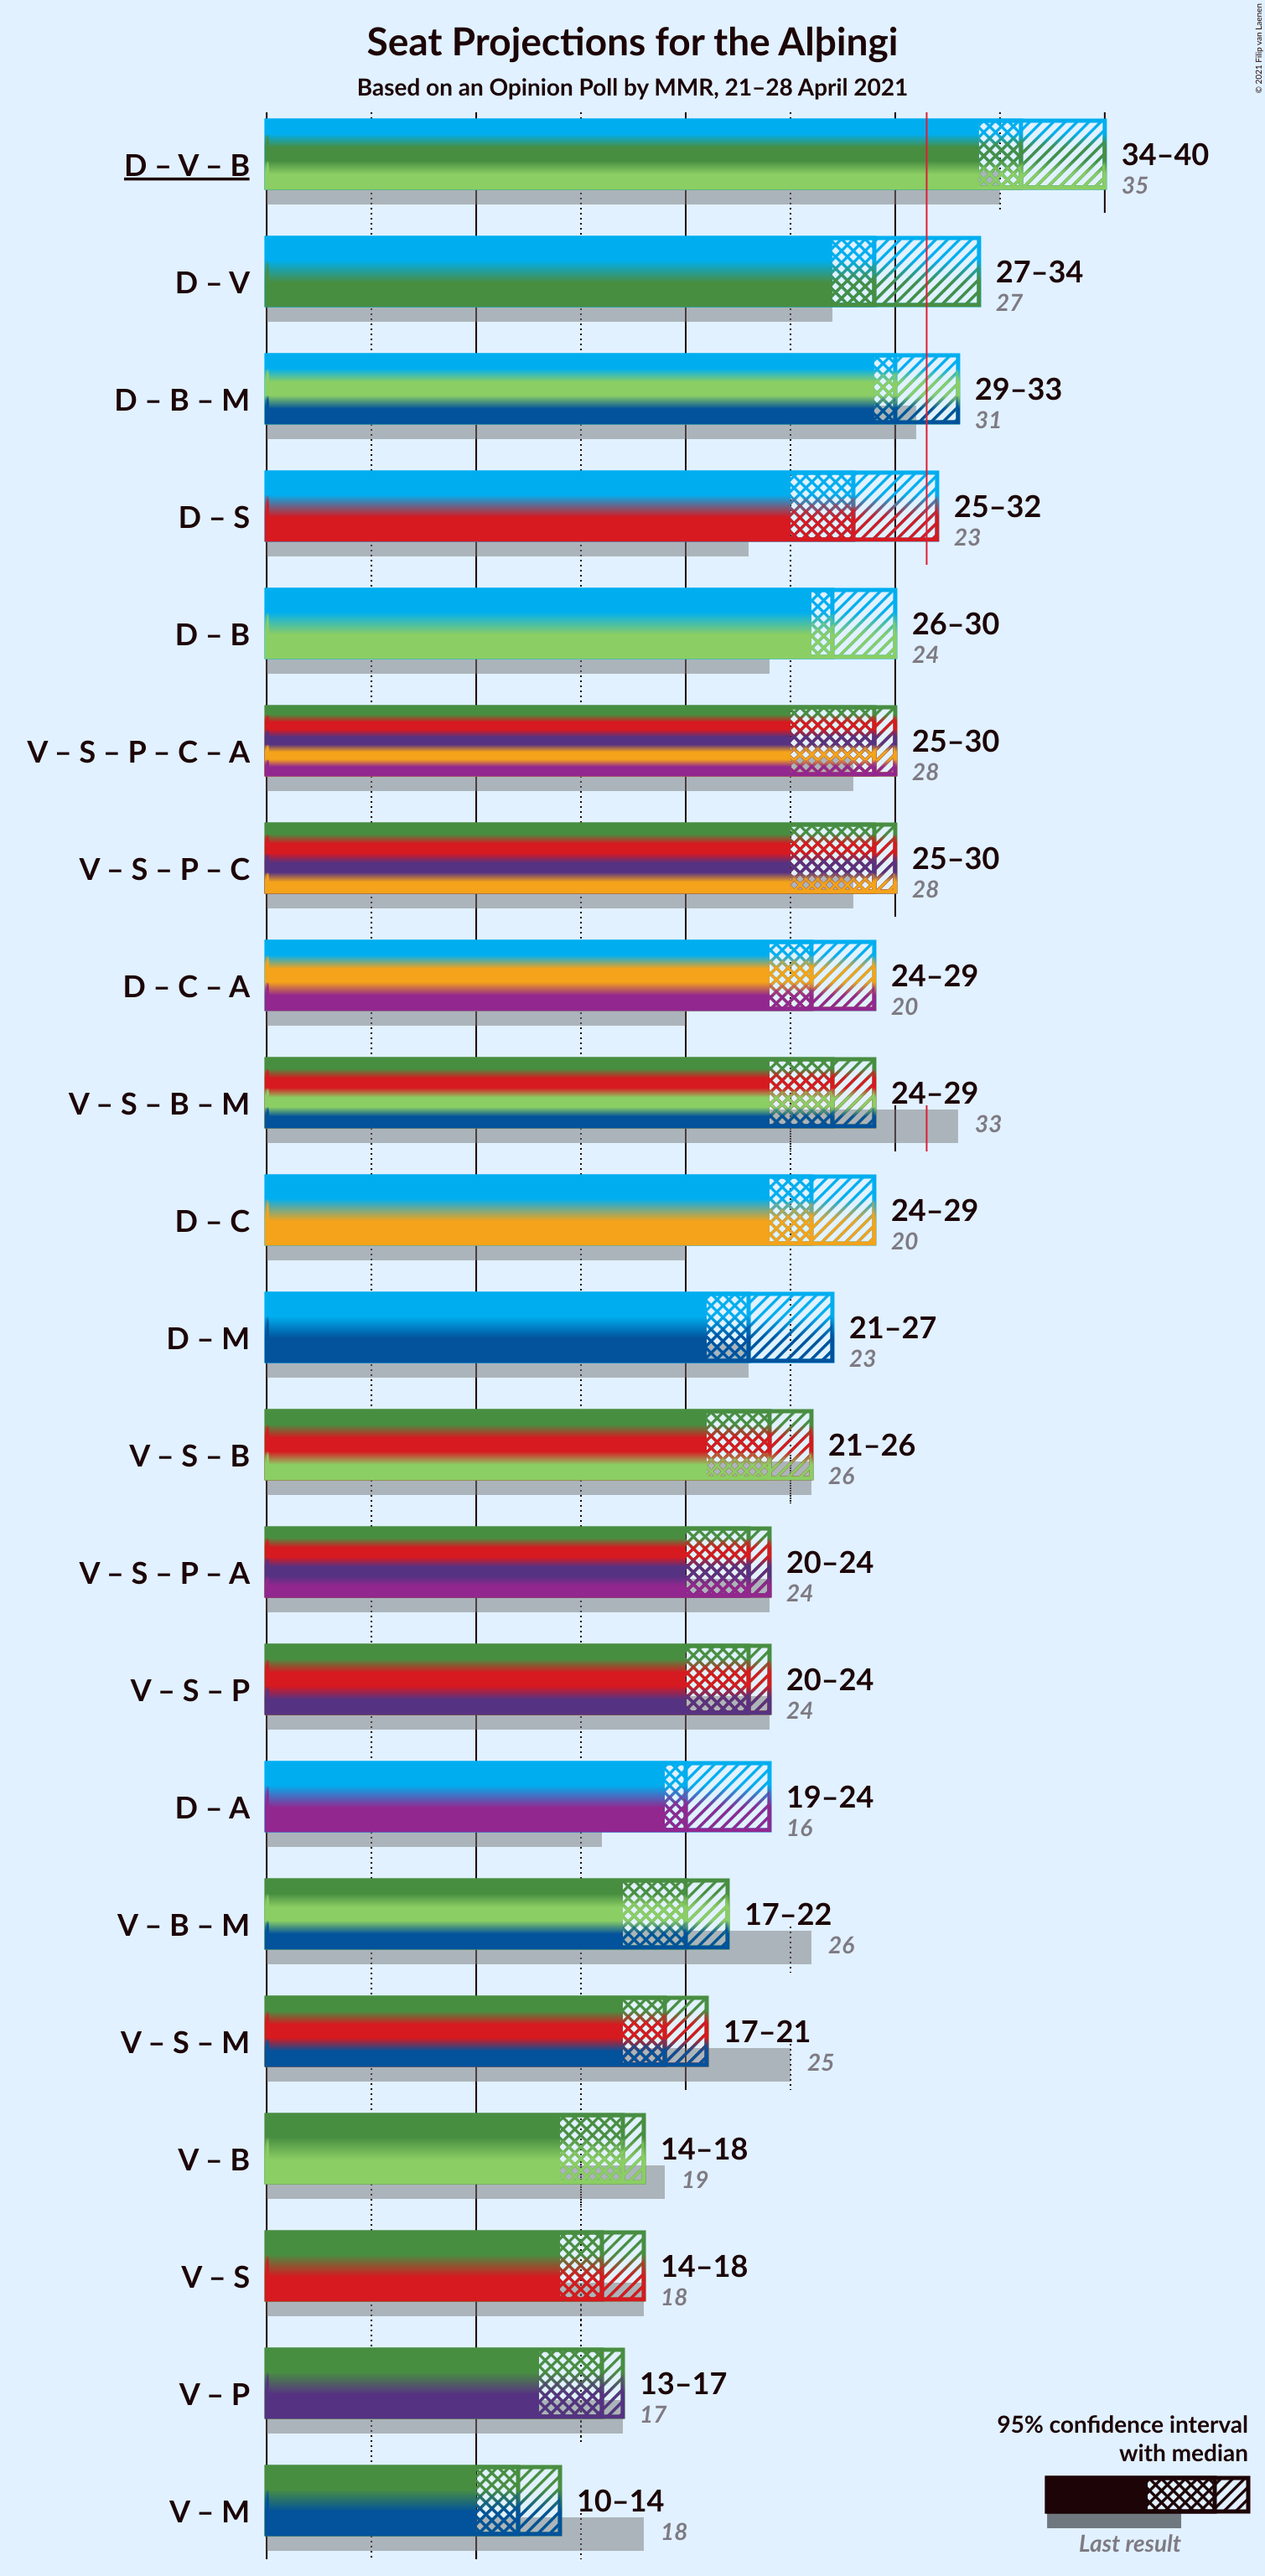 Seat Projections for the Alþingi
Based on an Opinion Poll by MMR, 21–28 April 2021
© 2021 Filip van Laenen
D – V – B
34–40
35
D – V
27–34
27
D – B – M
29–33
31
D – S
25–32
23
D – B
26–30
24
V – S – P – C – A
25–30
28
V – S – P – C
25–30
28
D – C – A
24–29
20
V – S – B – M
24–29
33
D – C
24–29
20
D – M
21–27
23
V – S – B
21–26
26
V – S – P – A
20–24
24
V – S – P
20–24
24
D – A
19–24
16
V – B – M
17–22
26
V – S – M
17–21
25
V – B
14–18
19
V – S
14–18
18
V – P
13–17
17
V – M
10–14
18
95% confidence interval
with median
Last result